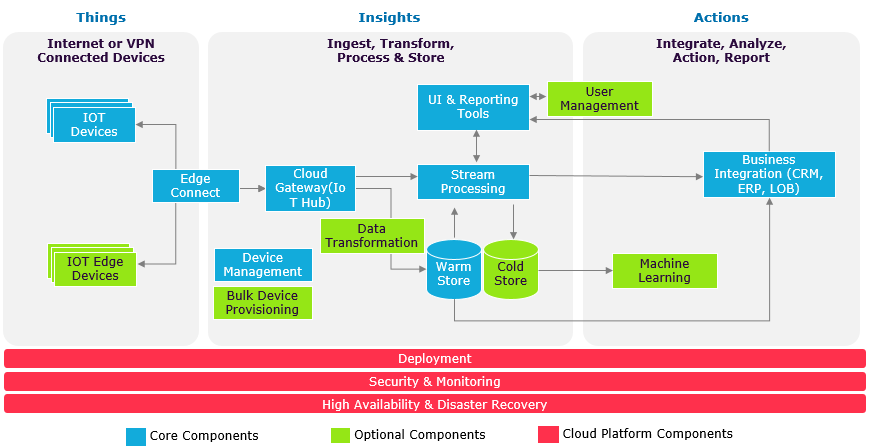 Things
Insights
Actions
Internet or VPN
Connected Devices
Ingest, Transform,
Process & Store
Integrate, Analyze,
Action, Report
UI & Reporting
Tools
User
Management
IOT
Devices
Edge
Connect
Cloud
Gateway(Io
T Hub)
Stream
Processing
Business
Integration (CRM,
ERP, LOB)
Data
Transformation
IOT Edge
Devices
Device
Management
Warm
Store
Cold
Store
Machine
Learning
Bulk Device
Provisioning
Deployment
Security & Monitoring
High Availability & Disaster Recovery
Core Components
Optional Components
Cloud Platform Components